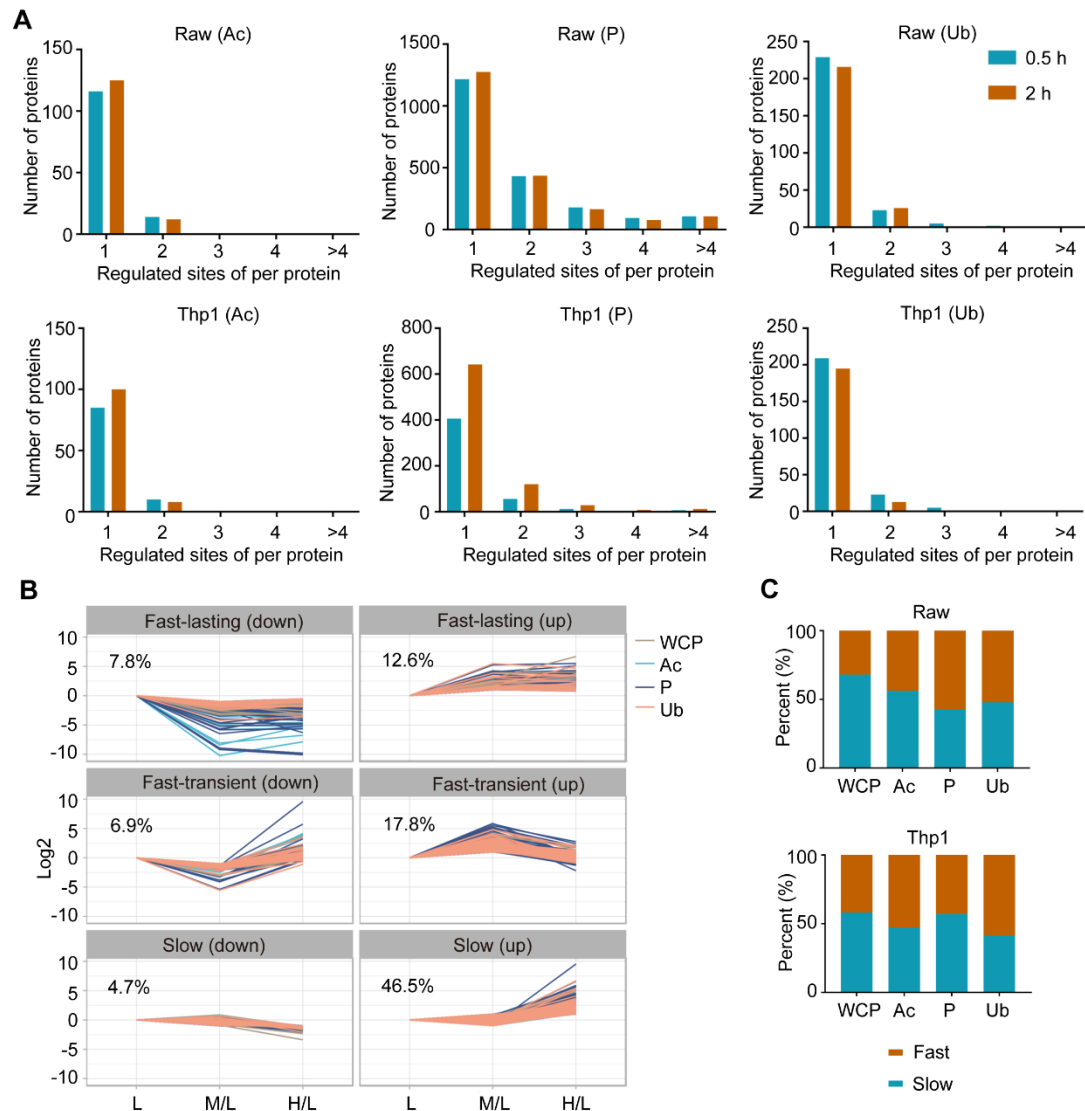 A
Raw (Ac)
Number of proteins
150
100
50
0
1 2 3 4 >4
Regulated sites of per protein
Raw (P)
Number of proteins
1500
1000
500
0
1 2 3 4 >4
Regulated sites of per protein
Raw (Ub)
Number of proteins
250
200
150
100
50
0
1 2 3 4 >4
Regulated sites of per protein
0.5 h
2 h
Thp1 (Ac)
Number of proteins
150
100
50
0
1 2 3 4 >4
Regulated sites of per protein
Thp1 (P)
Number of proteins
800
600
400
200
0
1 2 3 4 >4
Regulated sites of per protein
Thp1 (Ub)
Number of proteins
250
200
150
100
50
0
1 2 3 4 >4
Regulated sites of per protein
B
Log2
Fast-lasting (down)
10
5
0
-5
-10
7.8%
Fast-lasting (up)
12.6%
WCP
Ac
P
Ub
Fast-transient (down)
10
5
0
-5
-10
6.9%
Fast-transient (up)
17.8%
Slow (down)
10
5
0
-5
-10
4.7%
Slow (up)
46.5%
L M/L H/L
L M/L H/L
C
Raw
Percent (%)
100
50
0
WCP Ac P Ub
Thp1
Percent (%)
100
50
0
WCP Ac P Ub
Fast
Slow